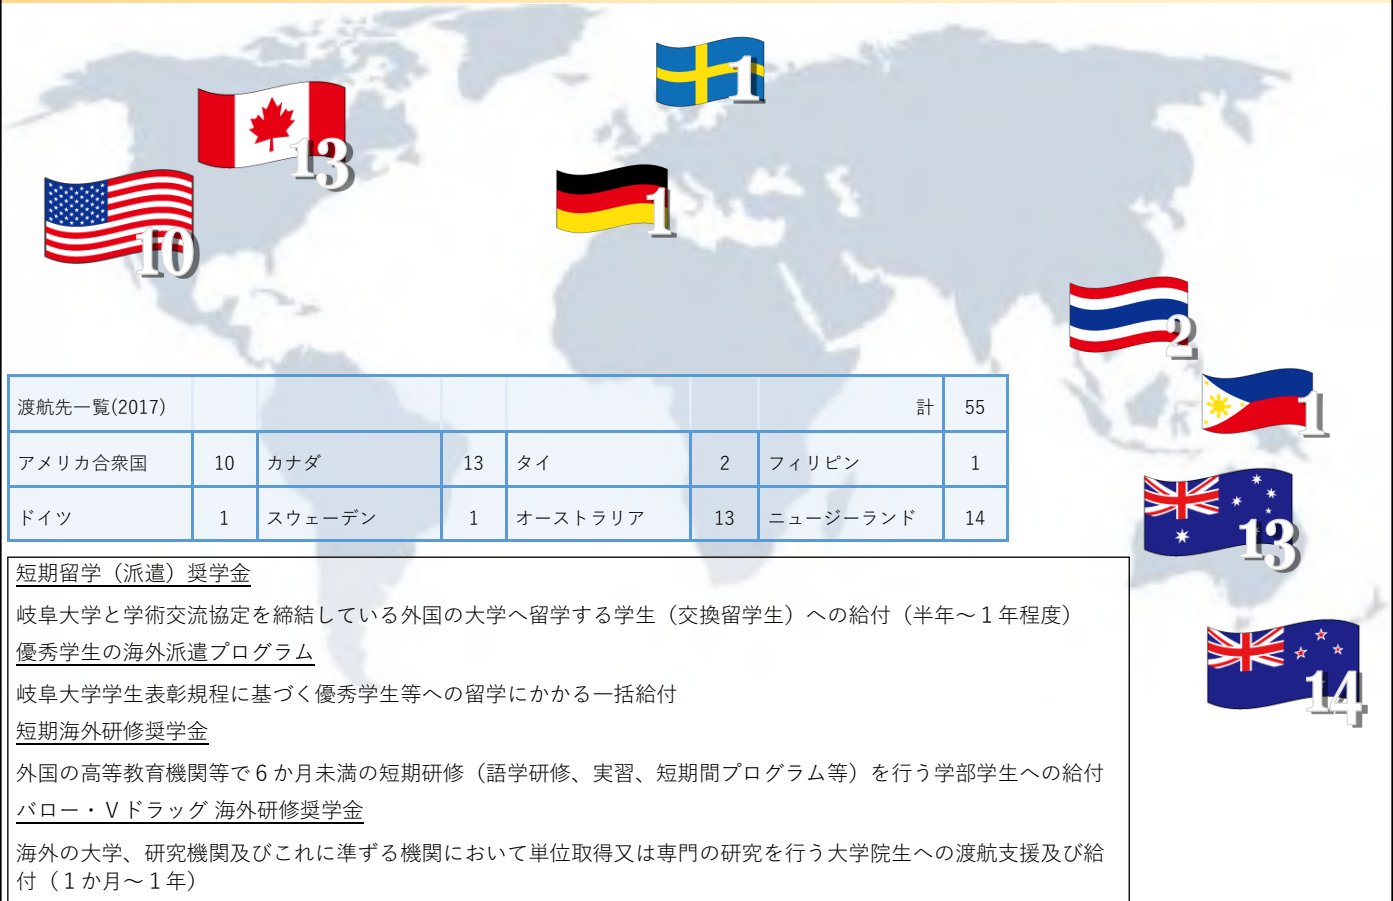 1
13
1
10
2
1
13
14
渡航先一覧(2017) 計 55
アメリカ合衆国 10 カナダ 13 タイ 2 フィリピン 1
ドイツ 1 スウェーデン 1 オーストラリア 13 ニュージーランド 14
短期留学（派遣）奨学金
岐阜大学と学術交流協定を締結している外国の大学へ留学する学生（交換留学生）への給付（半年～１年程度）
優秀学生の海外派遣プログラム
岐阜大学学生表彰規程に基づく優秀学生等への留学にかかる一括給付
短期海外研修奨学金
外国の高等教育機関等で６か月未満の短期研修（語学研修、実習、短期間プログラム等）を行う学部学生への給付
バロー・Ｖドラッグ 海外研修奨学金
海外の大学、研究機関及びこれに準ずる機関において単位取得又は専門の研究を行う大学院生への渡航支援及び給
付（１か月～１年）